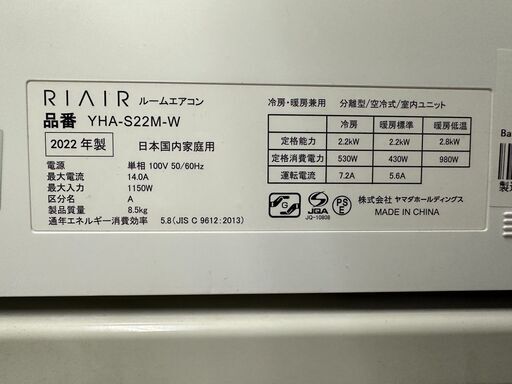 RIAIR ルームエアコン
品番 YHA-S22M-W
2022 年製 日本国内家庭用
電源 単相 100V 50/60Hz
最大電流 14.0A
最大入力 1150W
区分名 A
製品質量 8.5kg
通年エネルギー消費効率 5.8(JIS C 9612:2013)
冷房・暖房兼用 分離型/空冷式/室内ユニット
冷房 暖房標準 暖房低温
定格能力 2.2kW 2.2kW 2.8kW
定格消費電力 530W 430W 980W
運転電流 7.2A 5.6A
G
JQA
JQ-10808
PS
E
株式会社 ヤマダホールディングス
MADE IN CHINA
Ba